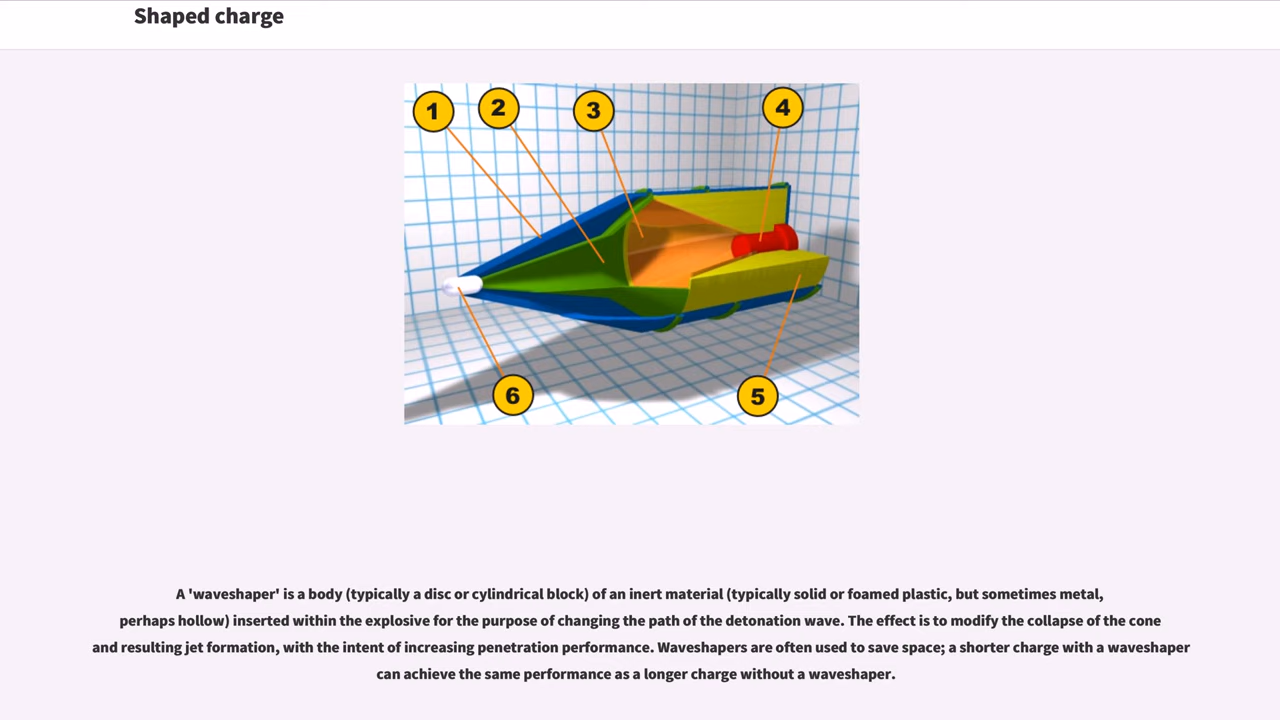 Shaped charge
1
2
3
4
6
5
A 'waveshaper' is a body (typically a disc or cylindrical block) of an inert material (typically solid or foamed plastic, but sometimes metal,
perhaps hollow) inserted within the explosive for the purpose of changing the path of the detonation wave. The effect is to modify the collapse of the cone
and resulting jet formation, with the intent of increasing penetration performance. Waveshapers are often used to save space; a shorter charge with a waveshaper
can achieve the same performance as a longer charge without a waveshaper.